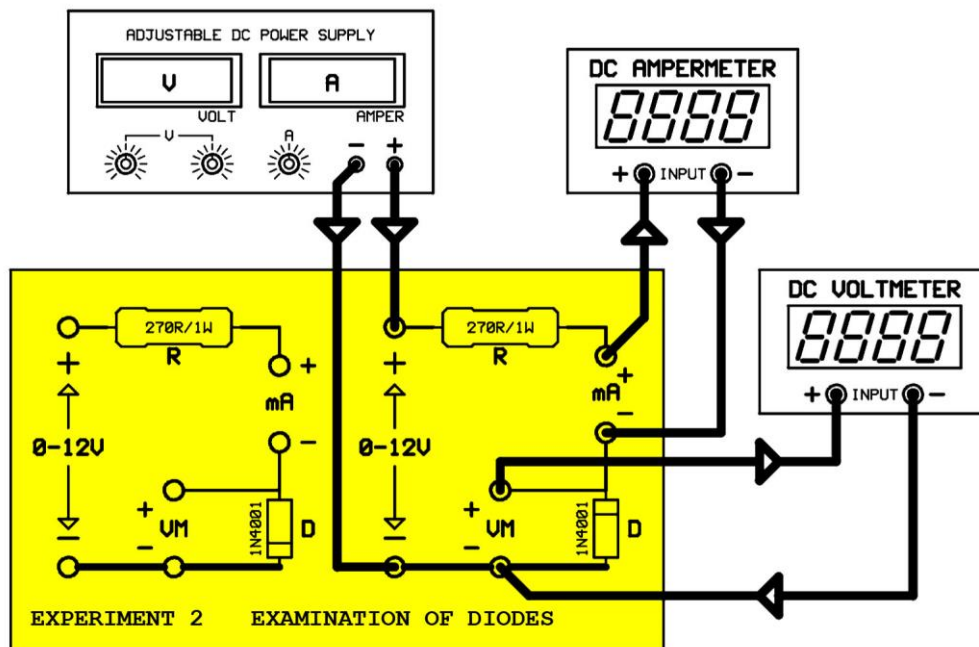 ADJUSTABLE DC POWER SUPPLY
V
A
VOLT
AMPER
V
A
-
+
DC AMPERMETER
8888
+ INPUT -
DC VOLTMETER
8888
+ INPUT -
270R/1W
R
+
+
mA
-
0-12V
+
VM
-
1N4001
D
-
270R/1W
R
+
+
mA
-
0-12V
+
VM
-
1N4001
D
-
EXPERIMENT 2 EXAMINATION OF DIODES